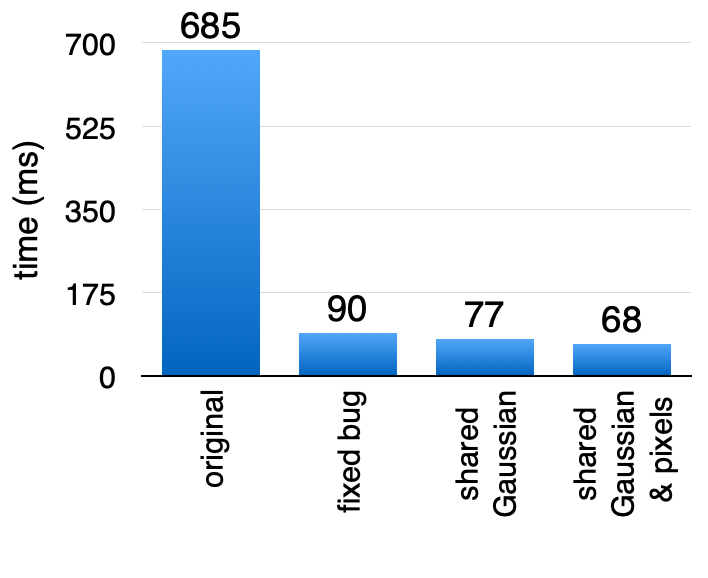 685
700
525
350
175
0
time (ms)
90
77
68
original
fixed bug
shared
Gaussian
shared
Gaussian
& pixels